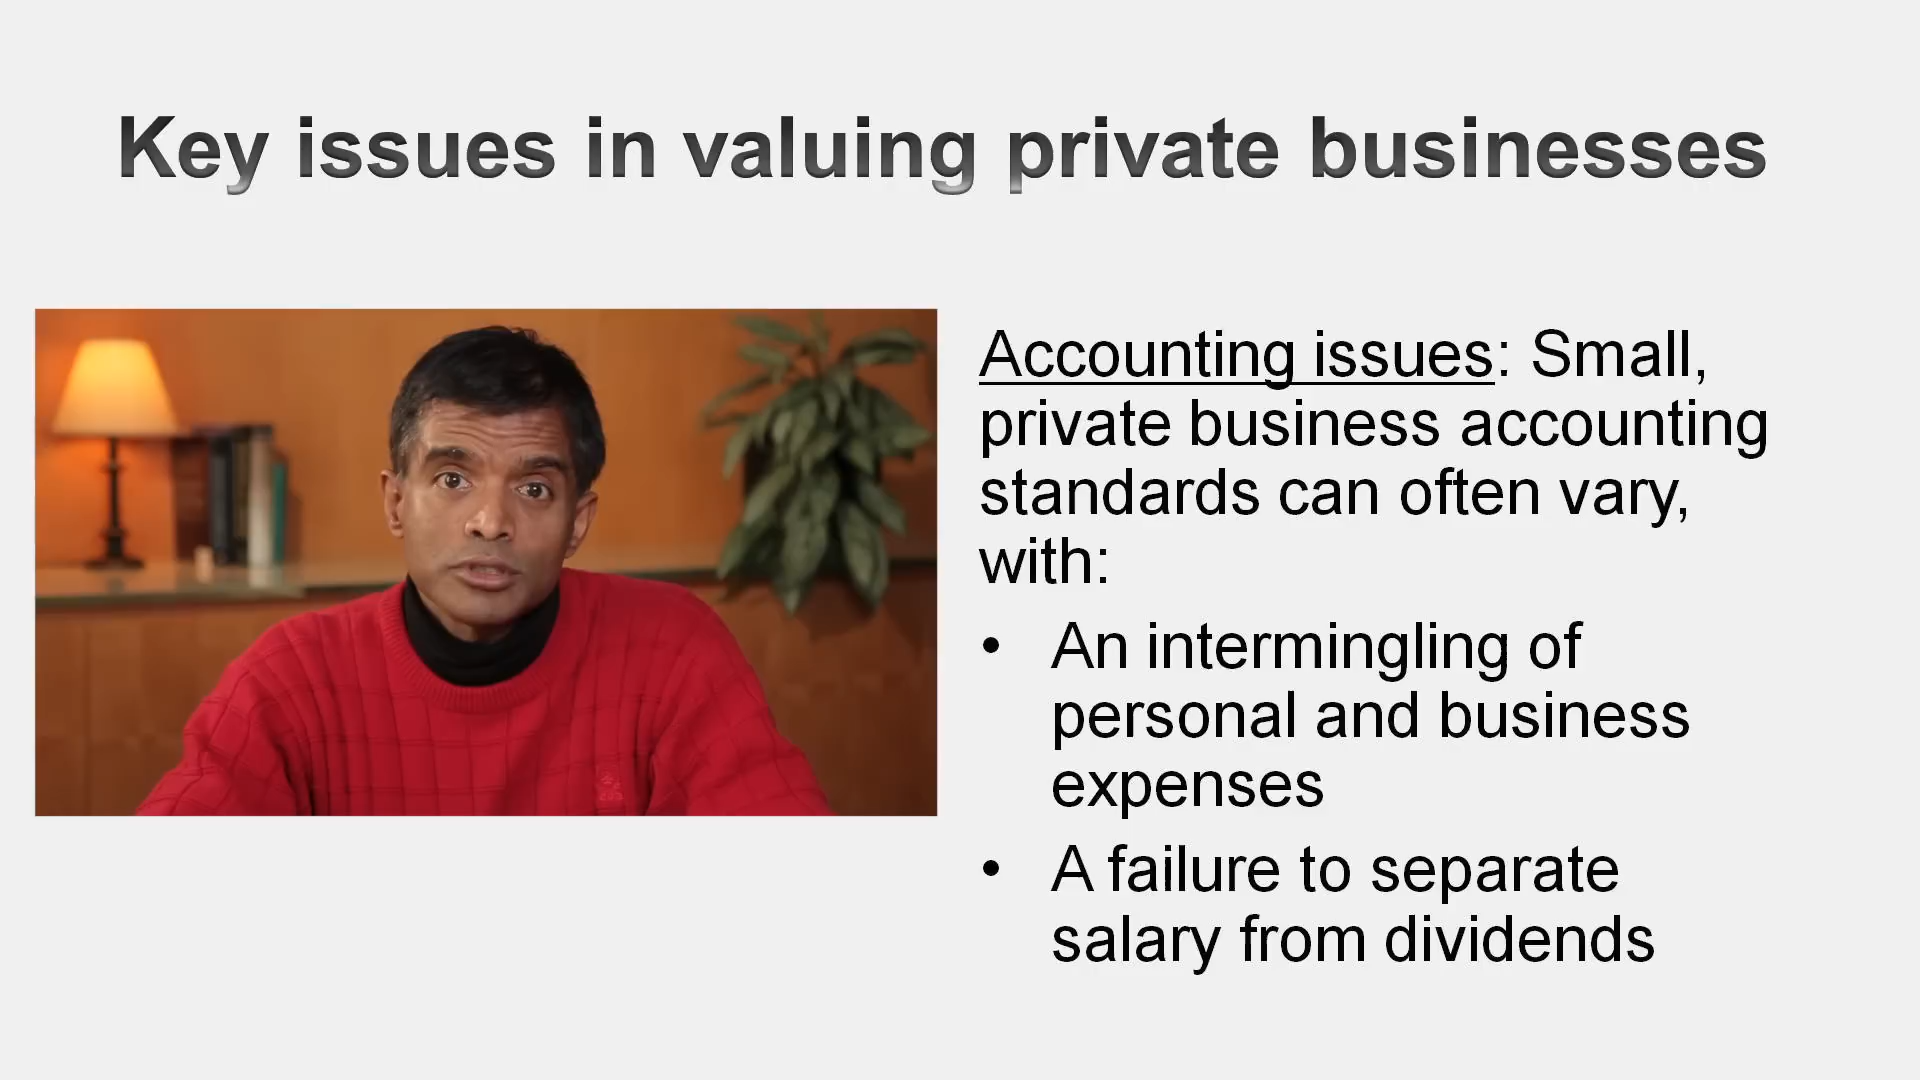 Key issues in valuing private businesses
Accounting issues: Small,
private business accounting
standards can often vary,
with:
• An intermingling of
personal and business
expenses
• A failure to separate
salary from dividends